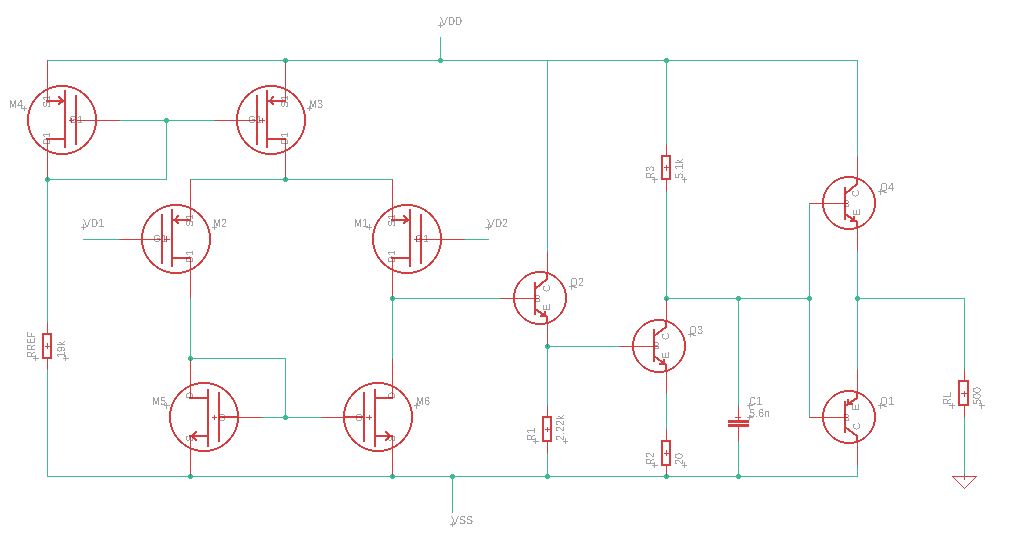 VDD
M4
S1
G1
D1
M3
S1
G1
D1
R3
5.1k
Q4
C
B
E
VD1
M2
S1
G1
D1
M1
S1
G1
D1
VD2
Q2
C
B
E
Q3
C
B
E
RREF
19k
M5
D
G
S
M6
D
G
S
R1
2.22k
R2
20
C1
5.6n
Q1
E
B
C
RL
500
VSS